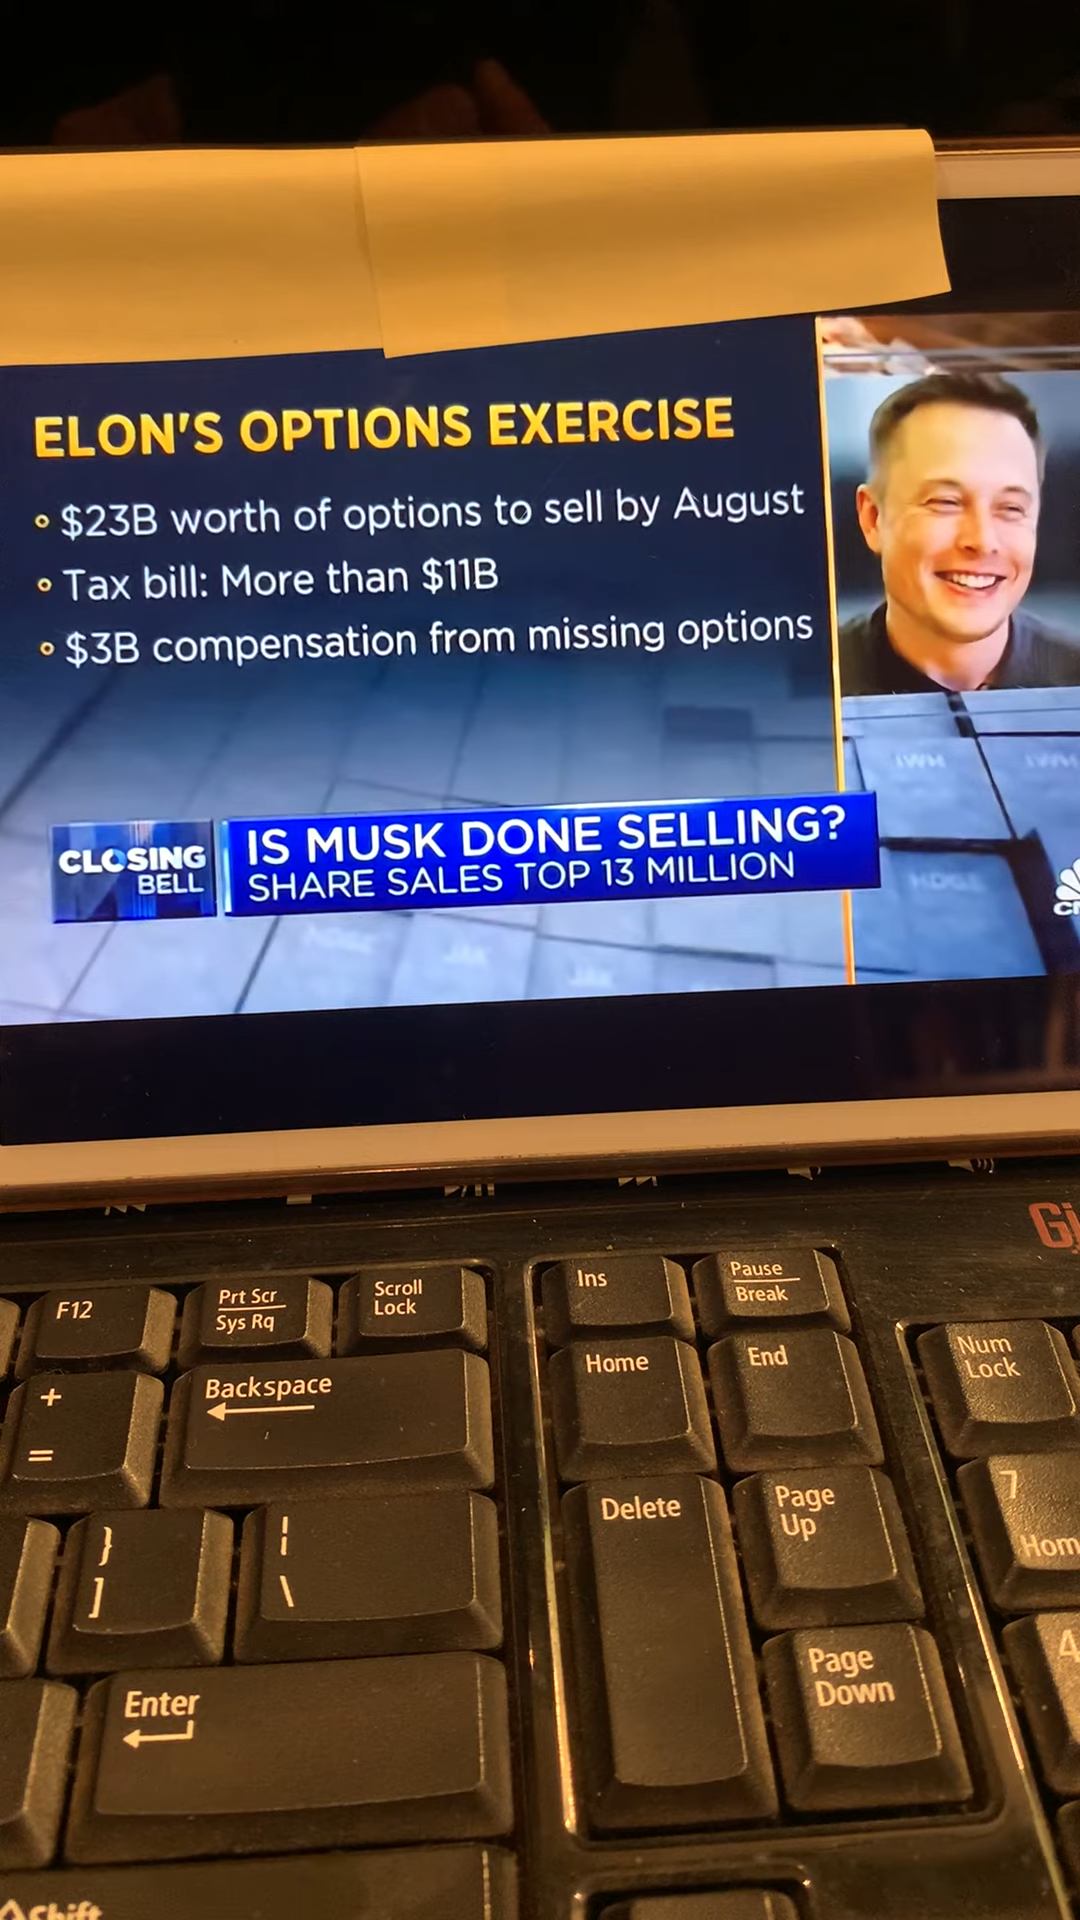 ELON'S OPTIONS EXERCISE
• $23B worth of options to sell by August
• Tax bill: More than $11B
• $3B compensation from missing options
CLOSING
BELL
IS MUSK DONE SELLING?
SHARE SALES TOP 13 MILLION
F12
Prt Scr
Sys Rq
Scroll
Lock
Ins
Pause
Break
Num
Lock
+
=
Backspace
Home
End
}
]
|
\
Delete
Page
Up
7
Hom
Enter
Page
Down
4
Shift